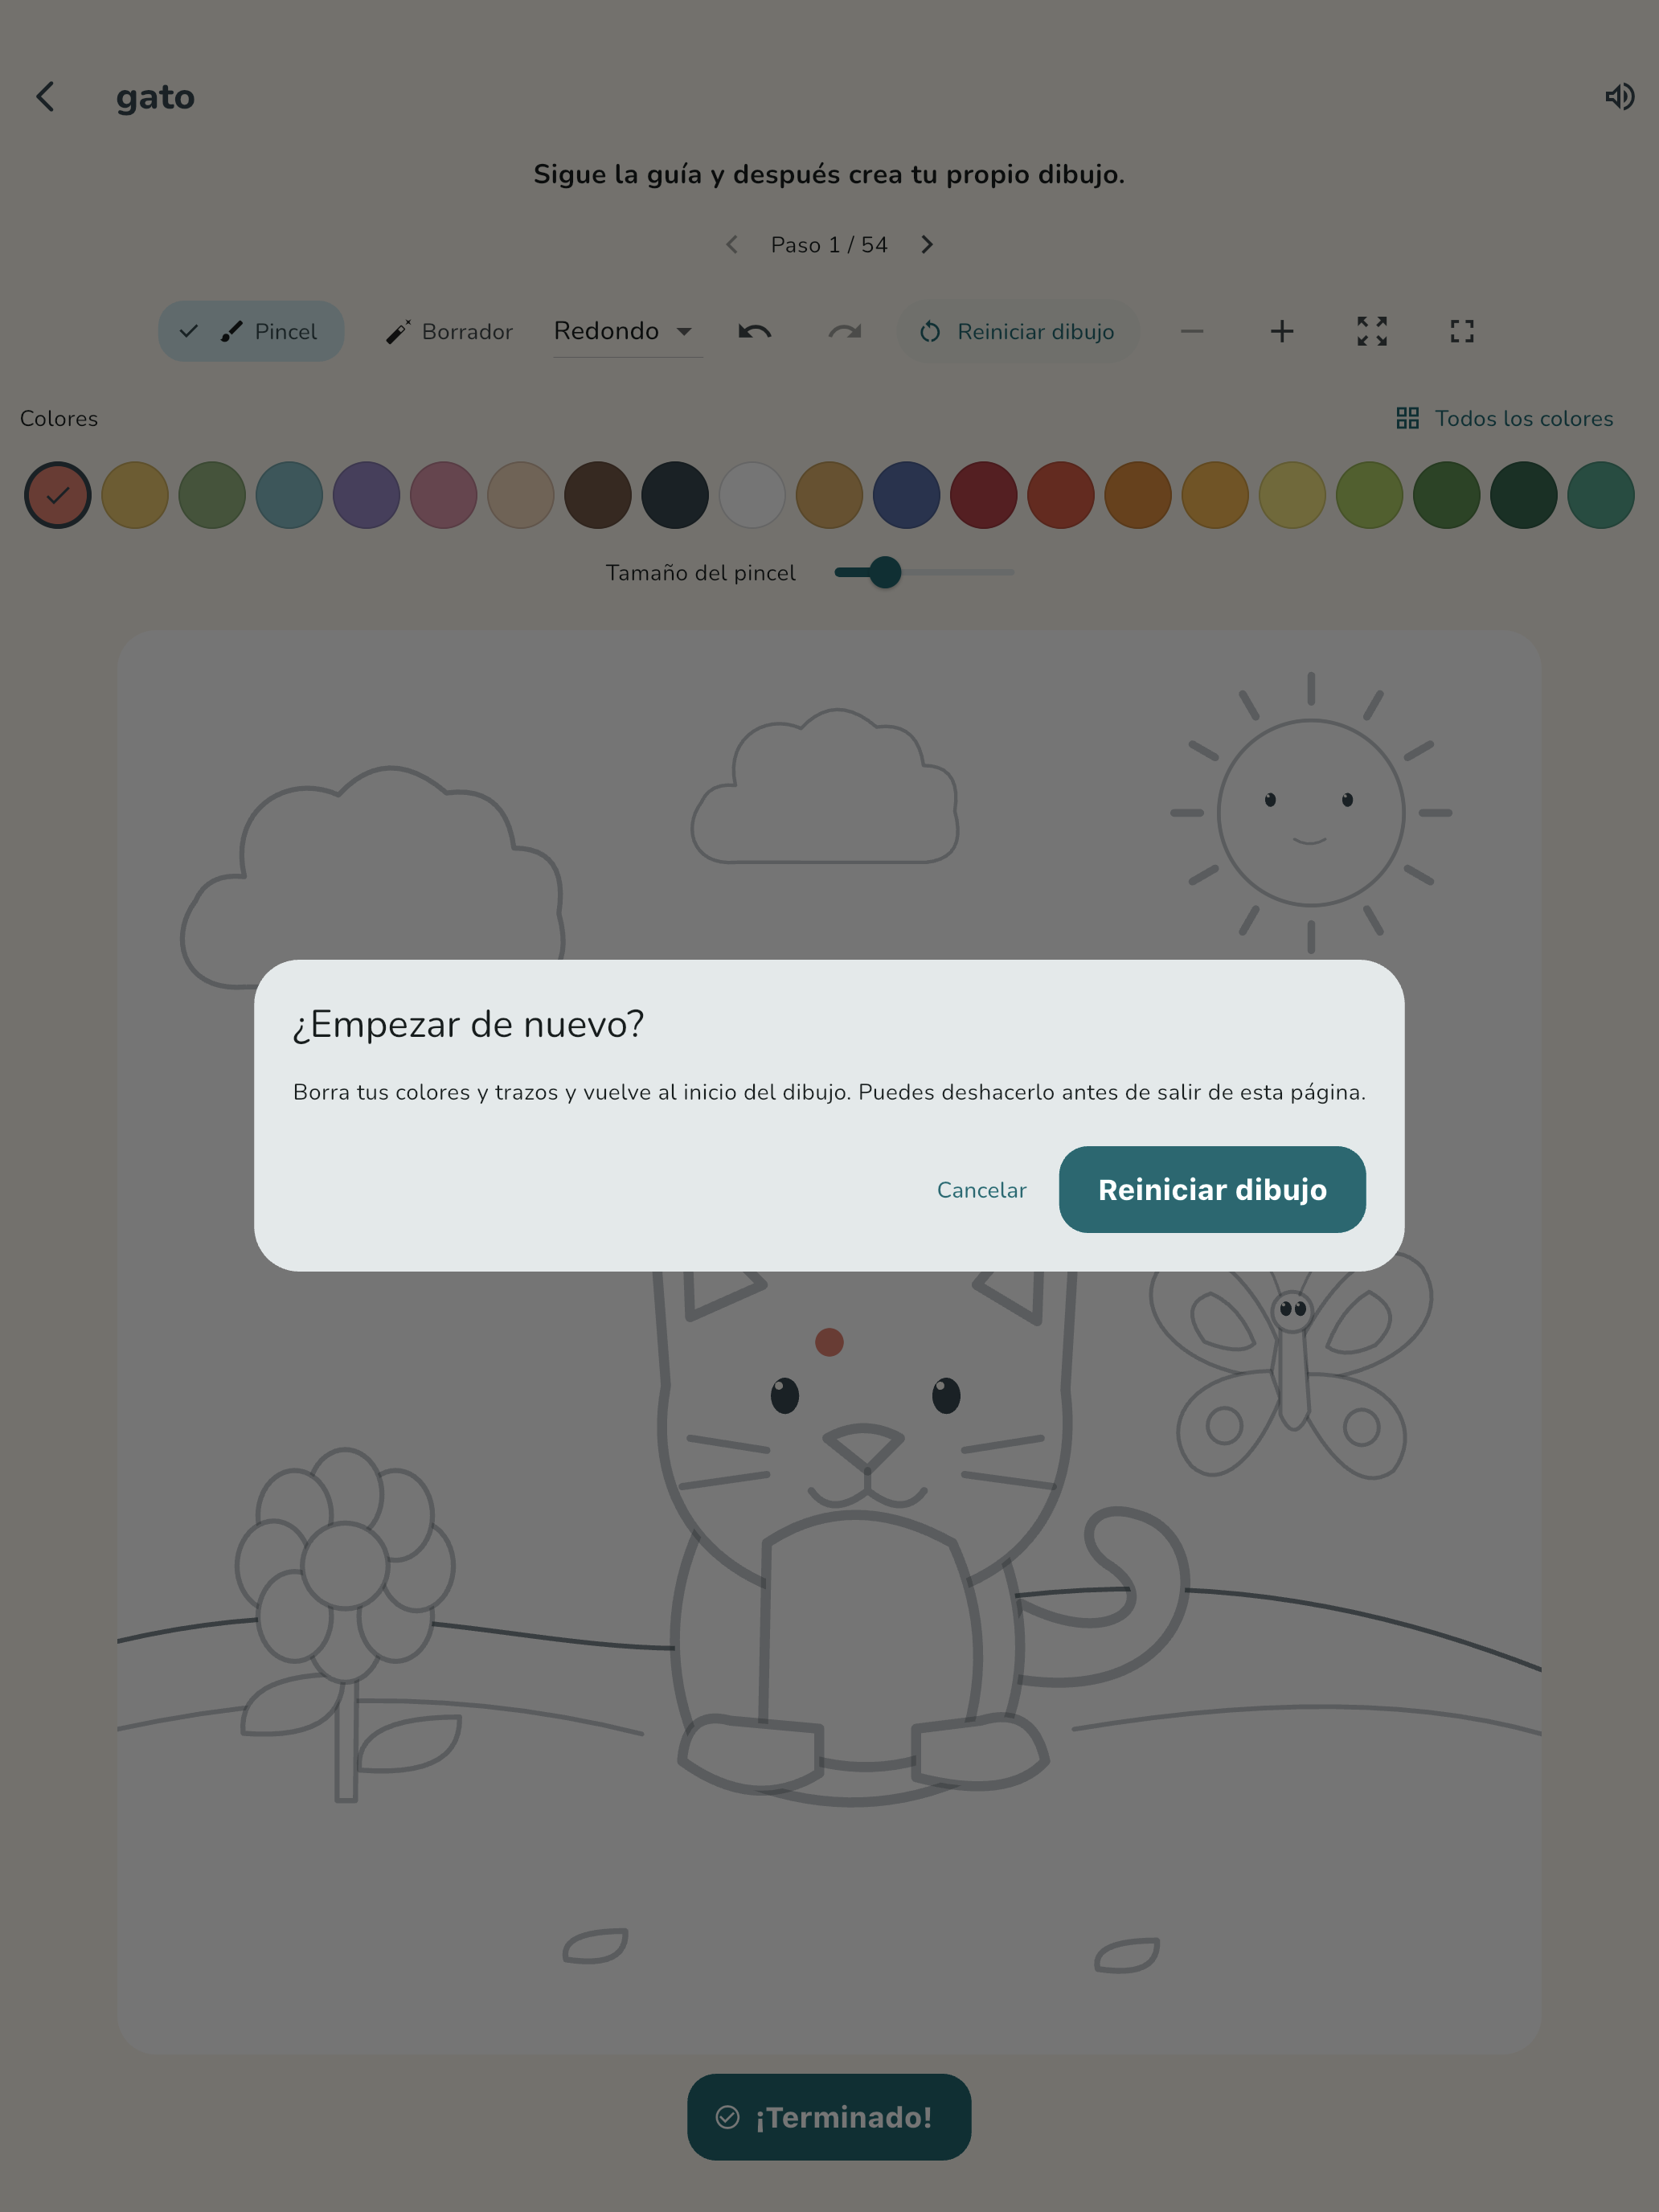 gato
Sigue la guía y después crea tu propio dibujo.
Paso 1 / 54
Pincel
Borrador
Redondo
Reiniciar dibujo
Colores
Todos los colores
Tamaño del pincel
¿Empezar de nuevo?
Borra tus colores y trazos y vuelve al inicio del dibujo. Puedes deshacerlo antes de salir de esta página.
Cancelar
Reiniciar dibujo
¡Terminado!